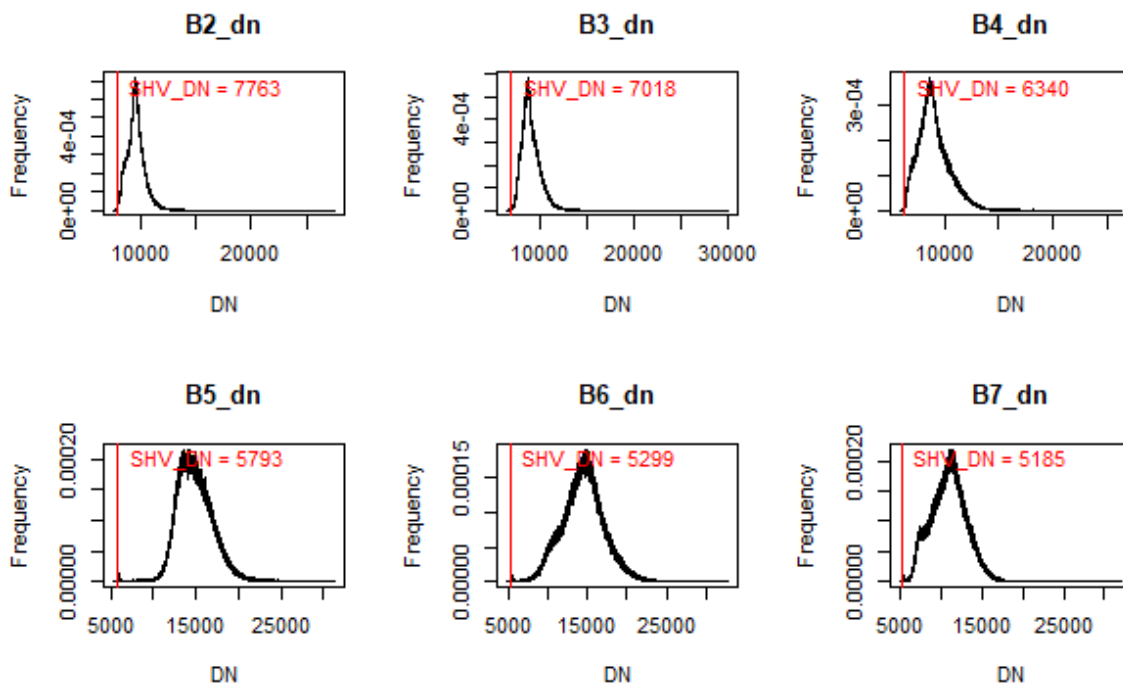 B2_dn
B3_dn
B4_dn
SHV_DN = 7763
SHV_DN = 7018
SHV_DN = 6340
Frequency
0e+00
4e-04
Frequency
0e+00
4e-04
Frequency
0e+00
3e-04
10000
20000
10000
20000
30000
10000
20000
DN
DN
DN
B5_dn
B6_dn
B7_dn
SHV_DN = 5793
SHV_DN = 5299
SHV_DN = 5185
Frequency
0.00000
0.00020
Frequency
0.00000
0.00015
Frequency
0.00000
0.00020
5000
15000
25000
5000
15000
25000
5000
15000
25000
DN
DN
DN